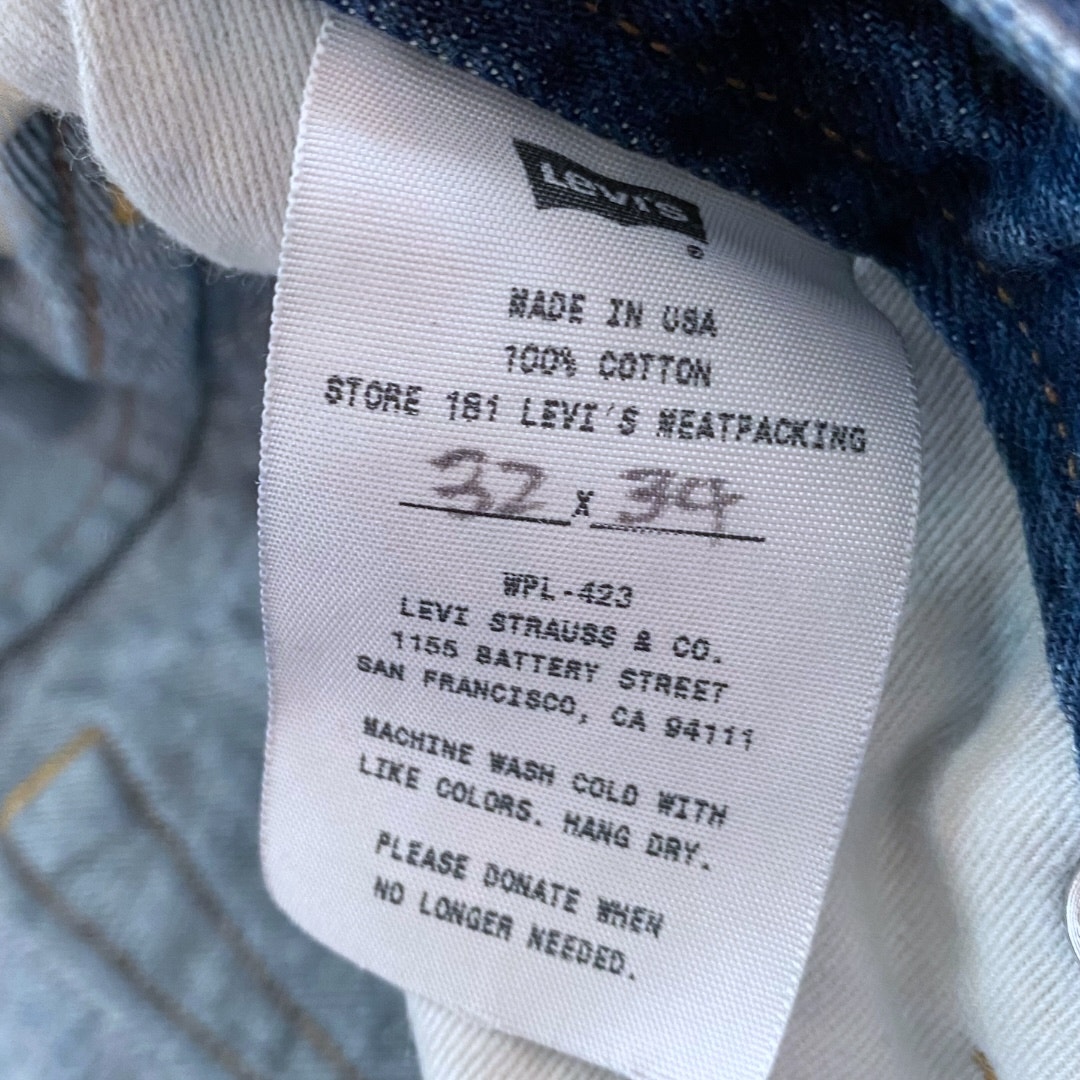 LEVI'S
®
MADE IN USA
100% COTTON
STORE 181 LEVI'S MEATPACKING
32 X 34
WPL-423
LEVI STRAUSS & CO.
1155 BATTERY STREET
SAN FRANCISCO, CA 94111
MACHINE WASH COLD WITH
LIKE COLORS. HANG DRY.
PLEASE DONATE WHEN
NO LONGER NEEDED.